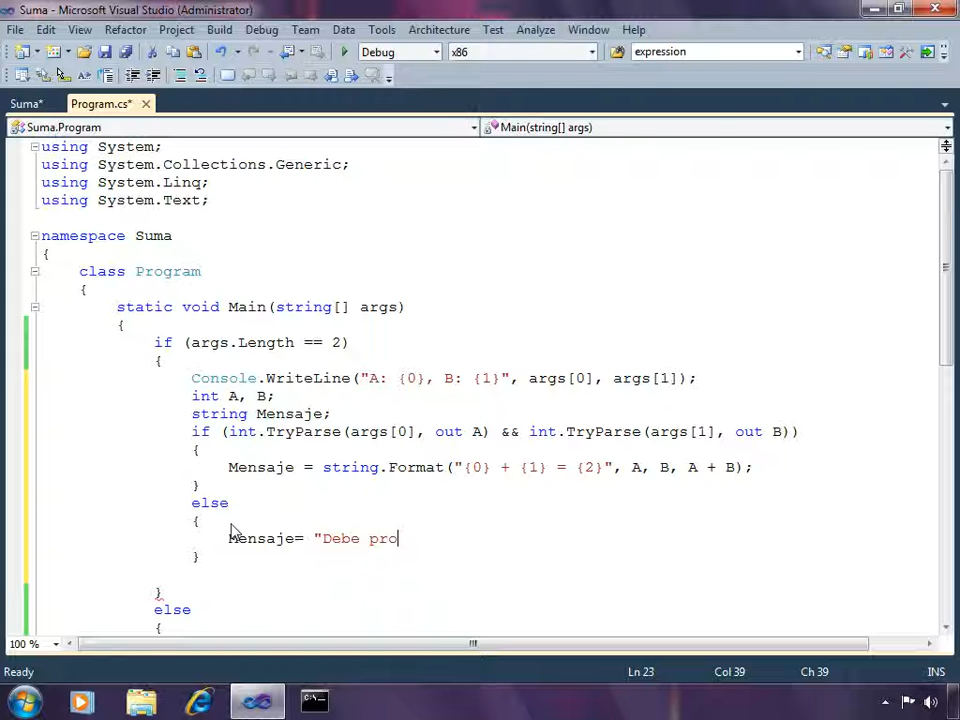 Suma - Microsoft Visual Studio (Administrator)
File Edit View Refactor Project Build Debug Team Data Tools Architecture Test Analyze Window Help
Debug x86 expression
Suma* Program.cs*
Suma.Program Main(string[] args)
using System;
using System.Collections.Generic;
using System.Linq;
using System.Text;
namespace Suma
{
class Program
{
static void Main(string[] args)
{
if (args.Length == 2)
{
Console.WriteLine("A: {0}, B: {1}", args[0], args[1]);
int A, B;
string Mensaje;
if (int.TryParse(args[0], out A) && int.TryParse(args[1], out B))
{
Mensaje = string.Format("{0} + {1} = {2}", A, B, A + B);
}
else
{
Mensaje= "Debe pro
}
}
else
{
100 %
Ready Ln 23 Col 39 Ch 39 INS